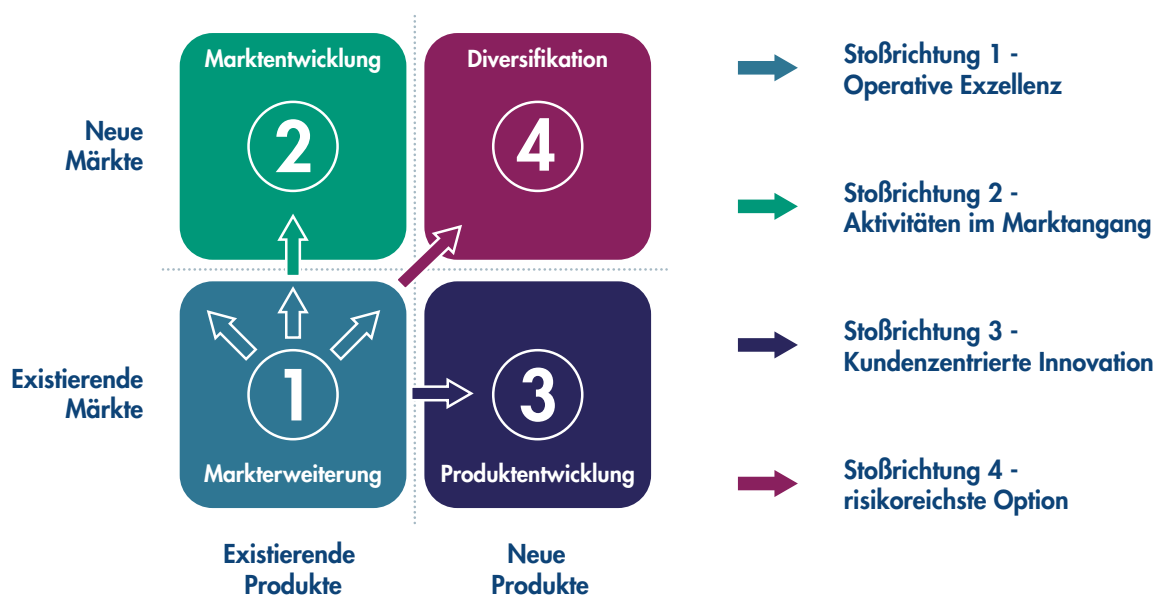 Marktentwicklung
2
Diversifikation
4
Neue
Märkte
1
Markterweiterung
3
Produktentwicklung
Existierende
Märkte
Existierende
Produkte
Neue
Produkte
Stoßrichtung 1 -
Operative Exzellenz
Stoßrichtung 2 -
Aktivitäten im Marktangang
Stoßrichtung 3 -
Kundenzentrierte Innovation
Stoßrichtung 4 -
risikoreichste Option